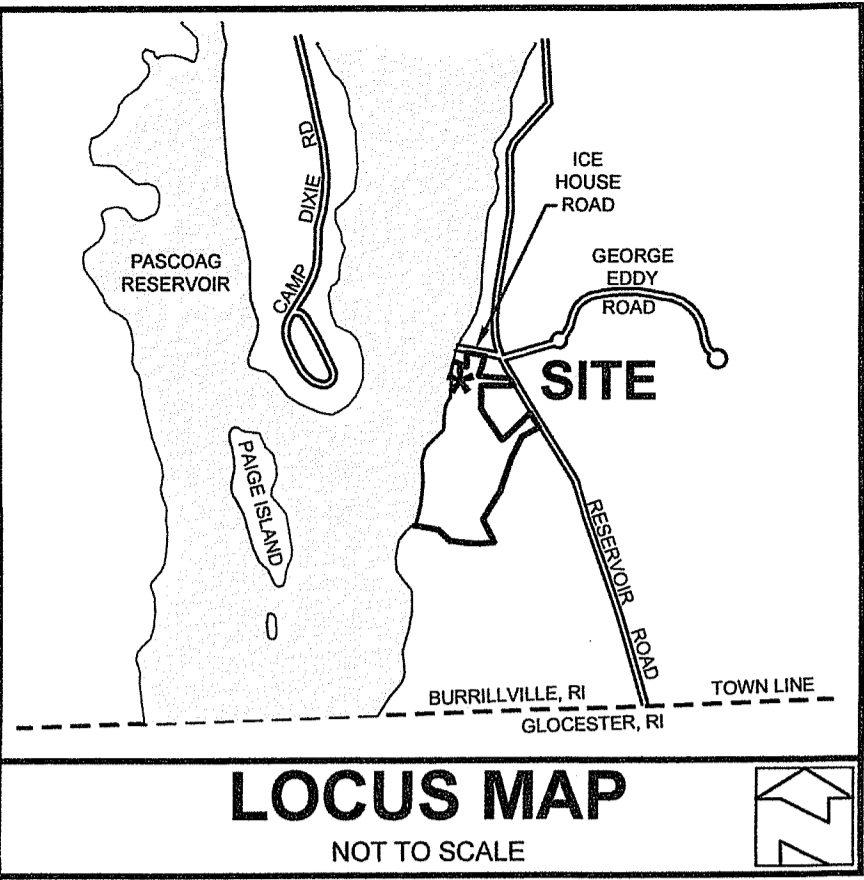 CAMP DIXIE RD
ICE
HOUSE
ROAD
GEORGE
EDDY
ROAD
PASCOAG
RESERVOIR
SITE
PAIGE ISLAND
RESERVOIR ROAD
BURRILLVILLE, RI
TOWN LINE
GLOCESTER, RI
LOCUS MAP
NOT TO SCALE
N